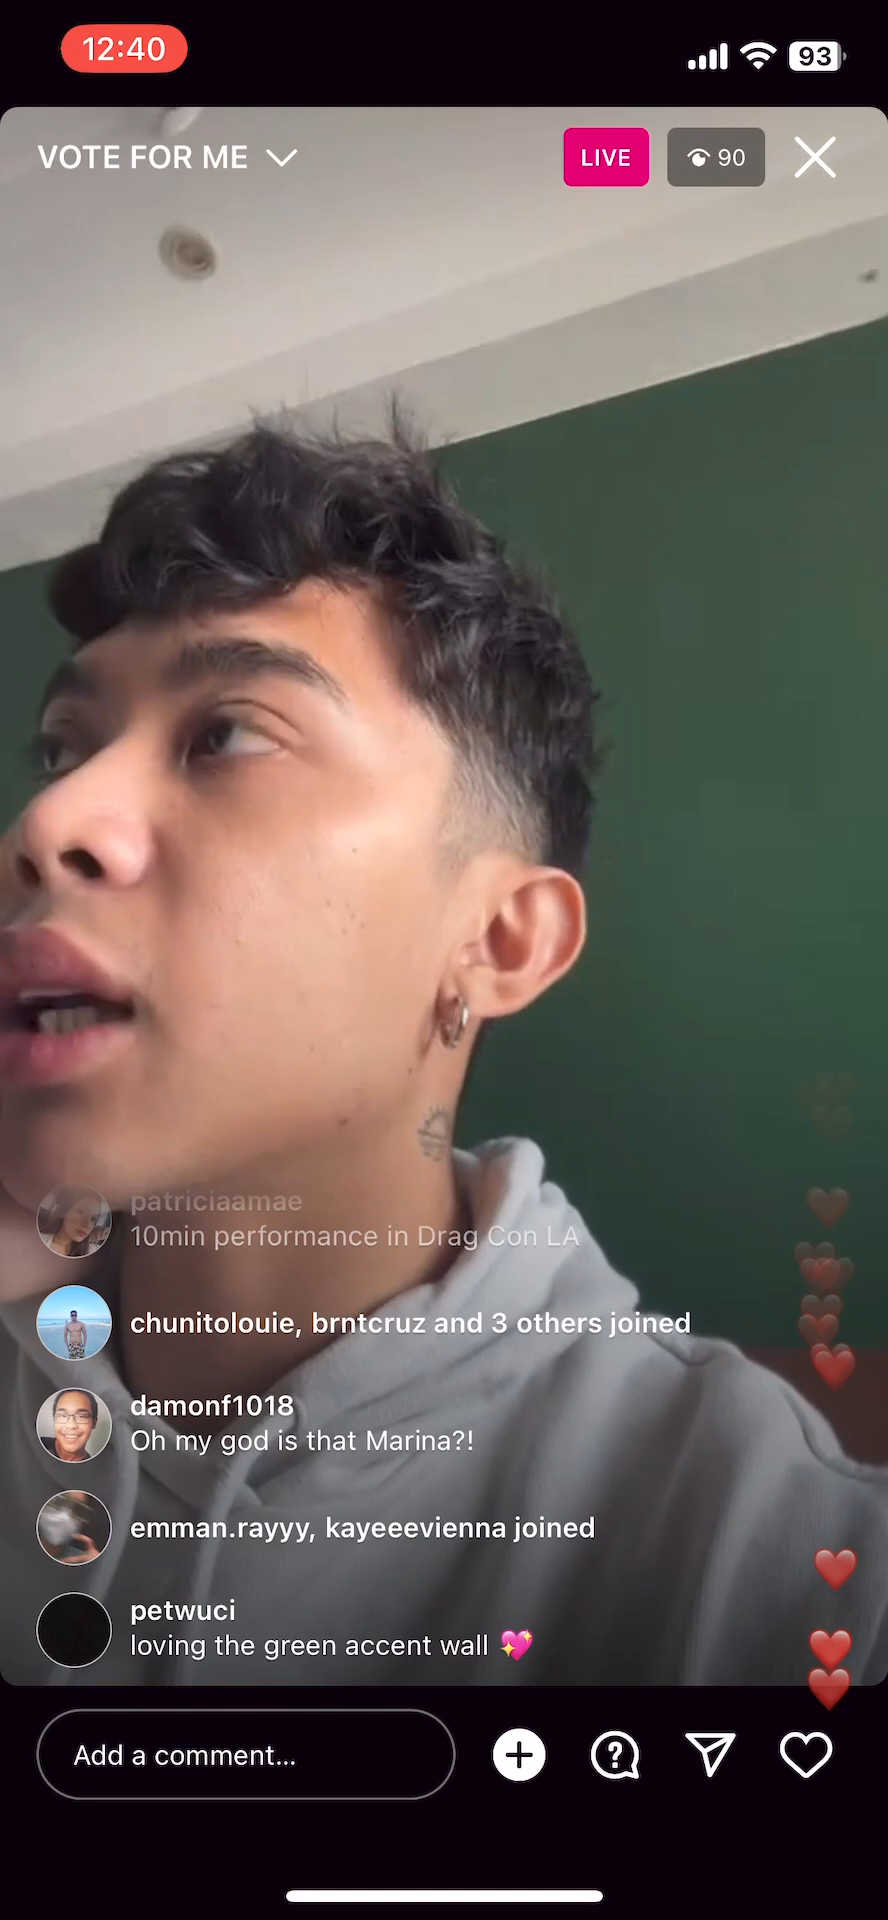 12:40
93
VOTE FOR ME
LIVE
90
patriciaamae
10min performance in Drag Con LA
chunitolouie, brntcruz and 3 others joined
damonf1018
Oh my god is that Marina?!
emman.rayyy, kayeeevienna joined
petwuci
loving the green accent wall 💖
Add a comment...